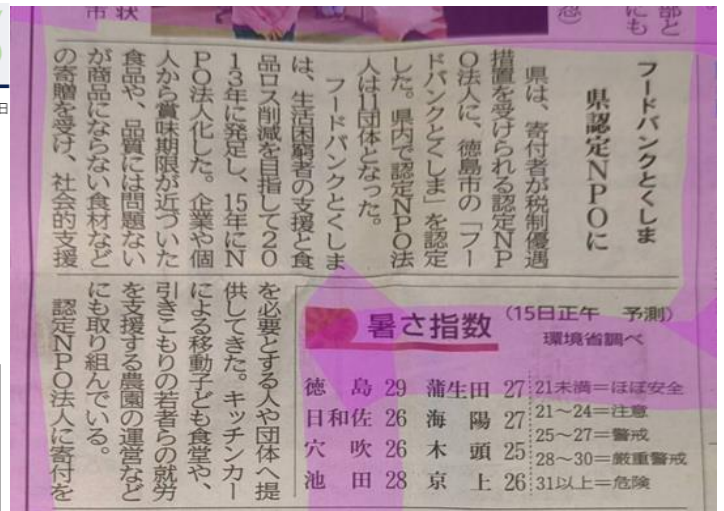 状
市
部と
にも
忍)
フードバンクとくしま
県認定NPOに
県は、寄付者が税制優遇
措置を受けられる認定NP
O法人に、徳島市の「フー
ドバンクとくしま」を認定
した。県内で認定NPO法
人は11団体となった。
フードバンクとくしま
は、生活困窮者の支援と食
品ロス削減を目指して20
13年に発足し、15年にN
PO法人化した。企業や個
人から賞味期限が近づいた
食品や、品質には問題ない
が商品にならない食材など
の寄贈を受け、社会的支援
を必要とする人や団体へ提
供してきた。キッチンカー
による移動子ども食堂や、
引きこもりの若者らの就労
を支援する農園の運営など
にも取り組んでいる。
認定NPO法人に寄付を
暑さ指数
(15日正午 予測)
環境省調べ
徳島 29 蒲生田 27
日和佐 26 海陽 27
穴吹 26 木頭 25
池田 28 京上 26
21未満=ほぼ安全
21〜24=注意
25〜27=警戒
28〜30=厳重警戒
31以上=危険
日